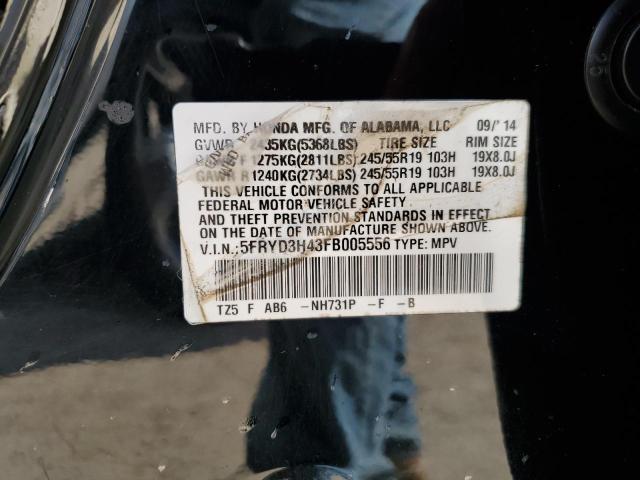 MFD. BY HONDA MFG. OF ALABAMA, LLC 09/'14
GVWR 2435KG(5368LBS) TIRE SIZE RIM SIZE
F 1275KG(2811LBS) 245/55R19 103H 19X8.0J
GAWR R 1240KG(2734LBS) 245/55R19 103H 19X8.0J
THIS VEHICLE CONFORMS TO ALL APPLICABLE
FEDERAL MOTOR VEHICLE SAFETY
AND THEFT PREVENTION STANDARDS IN EFFECT
ON THE DATE OF MANUFACTURE SHOWN ABOVE.
V.I.N.:5FRYD3H43FB005556 TYPE: MPV
TZ5 F AB6 -NH731P -F -B
25